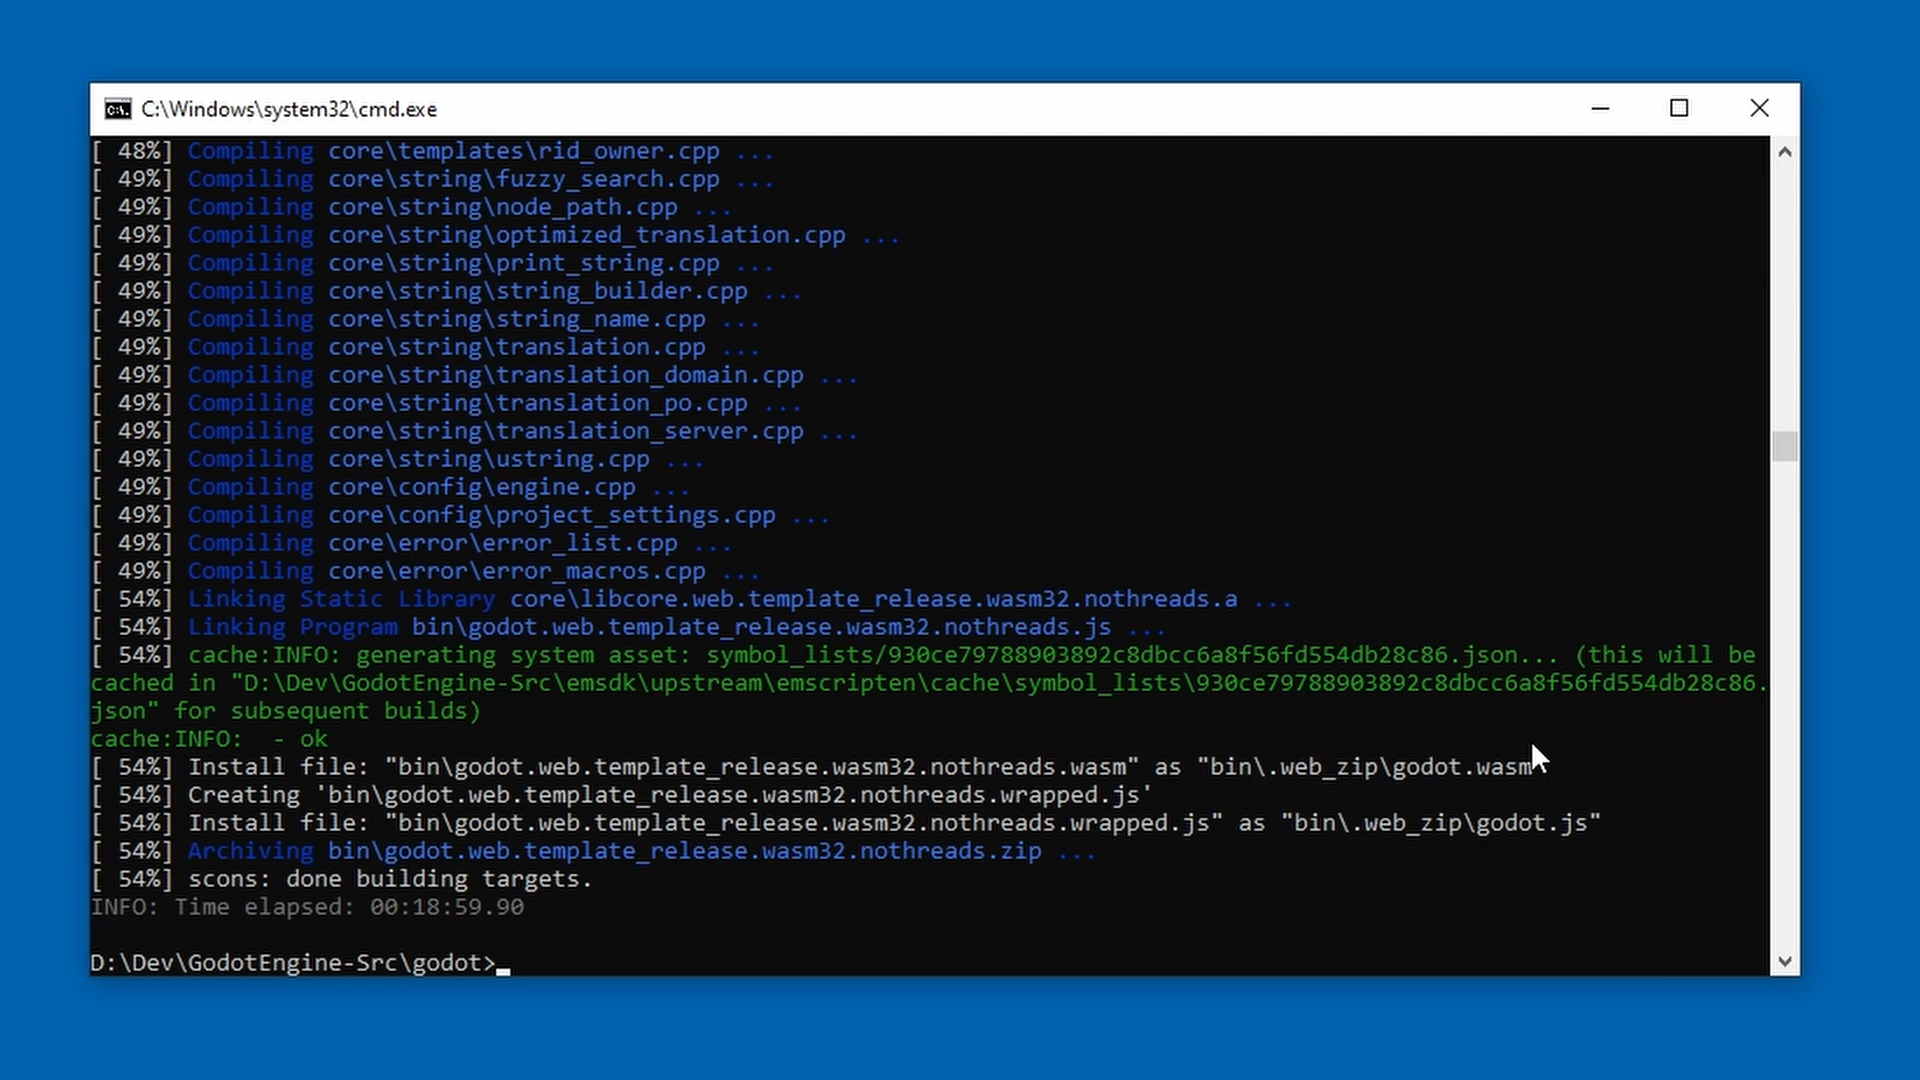 C:\Windows\system32\cmd.exe
[ 48%] Compiling core\templates\rid_owner.cpp ...
[ 49%] Compiling core\string\fuzzy_search.cpp ...
[ 49%] Compiling core\string\node_path.cpp ...
[ 49%] Compiling core\string\optimized_translation.cpp ...
[ 49%] Compiling core\string\print_string.cpp ...
[ 49%] Compiling core\string\string_builder.cpp ...
[ 49%] Compiling core\string\string_name.cpp ...
[ 49%] Compiling core\string\translation.cpp ...
[ 49%] Compiling core\string\translation_domain.cpp ...
[ 49%] Compiling core\string\translation_po.cpp ...
[ 49%] Compiling core\string\translation_server.cpp ...
[ 49%] Compiling core\string\ustring.cpp ...
[ 49%] Compiling core\config\engine.cpp ...
[ 49%] Compiling core\config\project_settings.cpp ...
[ 49%] Compiling core\error\error_list.cpp ...
[ 49%] Compiling core\error\error_macros.cpp ...
[ 54%] Linking Static Library core\libcore.web.template_release.wasm32.nothreads.a ...
[ 54%] Linking Program bin\godot.web.template_release.wasm32.nothreads.js ...
[ 54%] cache:INFO: generating system asset: symbol_lists/930ce79788903892c8dbcc6a8f56fd554db28c86.json... (this will be
cached in "D:\Dev\GodotEngine-Src\emsdk\upstream\emscripten\cache\symbol_lists\930ce79788903892c8dbcc6a8f56fd554db28c86.
json" for subsequent builds)
cache:INFO:  - ok
[ 54%] Install file: "bin\godot.web.template_release.wasm32.nothreads.wasm" as "bin\.web_zip\godot.wasm
[ 54%] Creating 'bin\godot.web.template_release.wasm32.nothreads.wrapped.js'
[ 54%] Install file: "bin\godot.web.template_release.wasm32.nothreads.wrapped.js" as "bin\.web_zip\godot.js"
[ 54%] Archiving bin\godot.web.template_release.wasm32.nothreads.zip ...
[ 54%] scons: done building targets.
INFO: Time elapsed: 00:18:59.90
D:\Dev\GodotEngine-Src\godot>